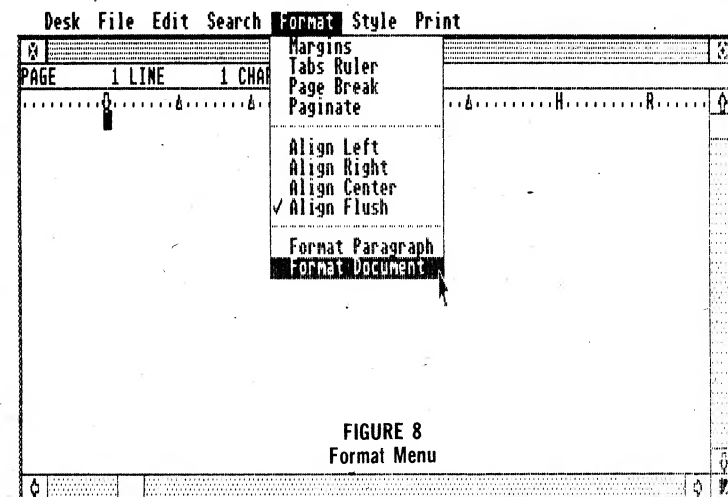 Desk File Edit Search Format Style Print
PAGE 1 LINE 1 CHAR
Margins
Tabs Ruler
Page Break
Paginate
H R
Align Left
Align Right
Align Center
✓ Align Flush
Format Paragraph
Format Document
FIGURE 8
Format Menu